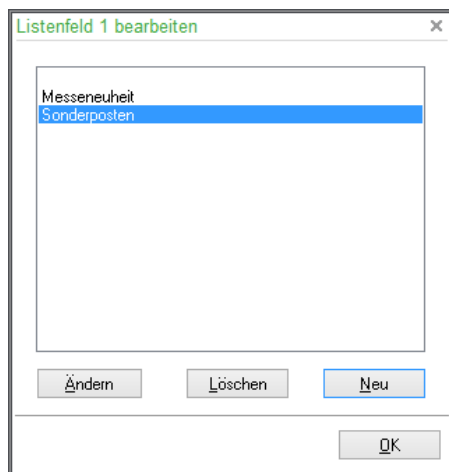 Listenfeld 1 bearbeiten
Messeneuheit
Sonderposten
Ändern Löschen Neu
OK